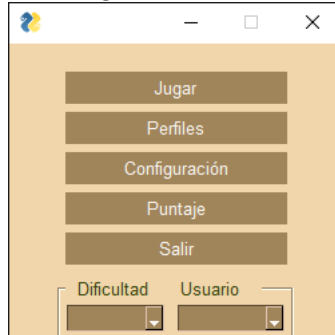 Jugar
Perfiles
Configuración
Puntaje
Salir
Dificultad Usuario